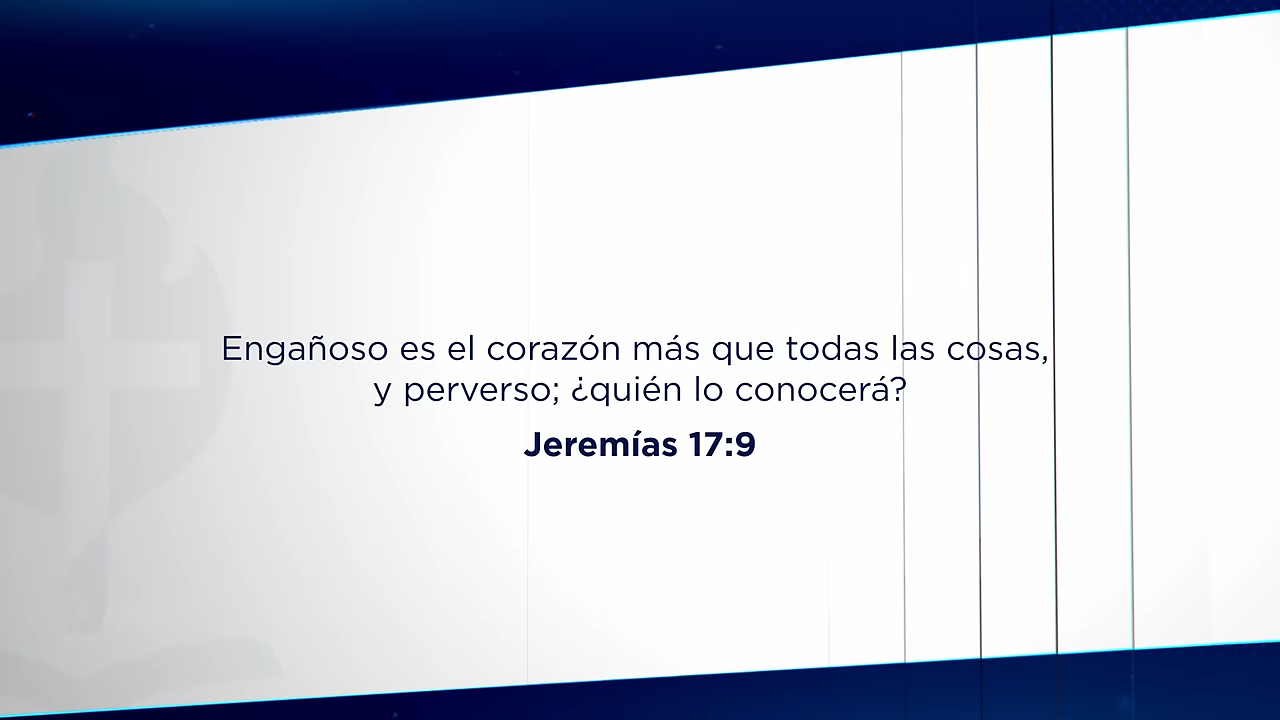 Engañoso es el corazón más que todas las cosas,
y perverso; ¿quién lo conocerá?
Jeremías 17:9